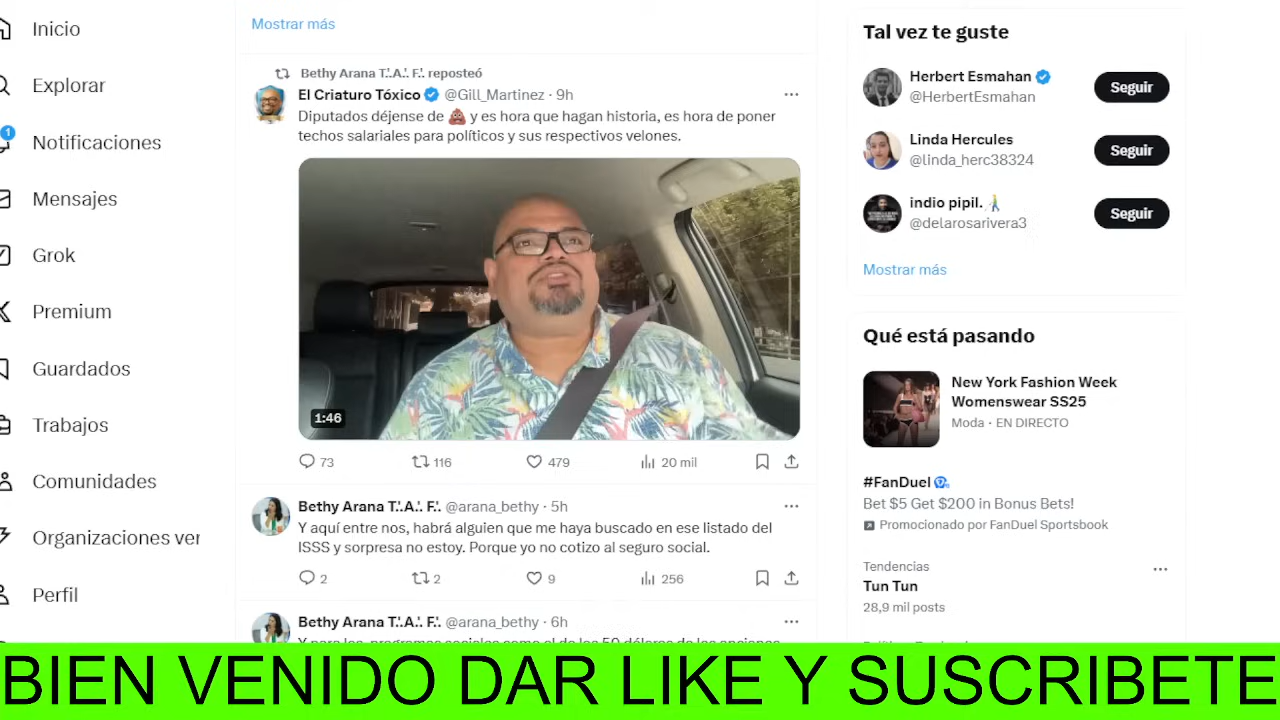 Inicio
Explorar
1
Notificaciones
Mensajes
Grok
Premium
Guardados
Trabajos
Comunidades
Organizaciones ver
Perfil
Mostrar más
Bethy Arana T.'.A.'. F.'. reposteó
El Criaturo Tóxico @Gill_Martinez · 9h
Diputados déjense de 💩 y es hora que hagan historia, es hora de poner
techos salariales para políticos y sus respectivos velones.
1:46
73 116 479 20 mil
Bethy Arana T.'.A.'. F.'. @arana_bethy · 5h
Y aquí entre nos, habrá alguien que me haya buscado en ese listado del
ISSS y sorpresa no estoy. Porque yo no cotizo al seguro social.
2 2 9 256
Bethy Arana T.'.A.'. F.'. @arana_bethy · 6h
Tal vez te guste
Herbert Esmahan
@HerbertEsmahan
Seguir
Linda Hercules
@linda_herc38324
Seguir
indio pipil.
@delarosarivera3
Seguir
Mostrar más
Qué está pasando
New York Fashion Week
Womenswear SS25
Moda · EN DIRECTO
#FanDuel
Bet $5 Get $200 in Bonus Bets!
Promocionado por FanDuel Sportsbook
Tendencias
Tun Tun
28,9 mil posts
BIEN VENIDO DAR LIKE Y SUSCRIBETE